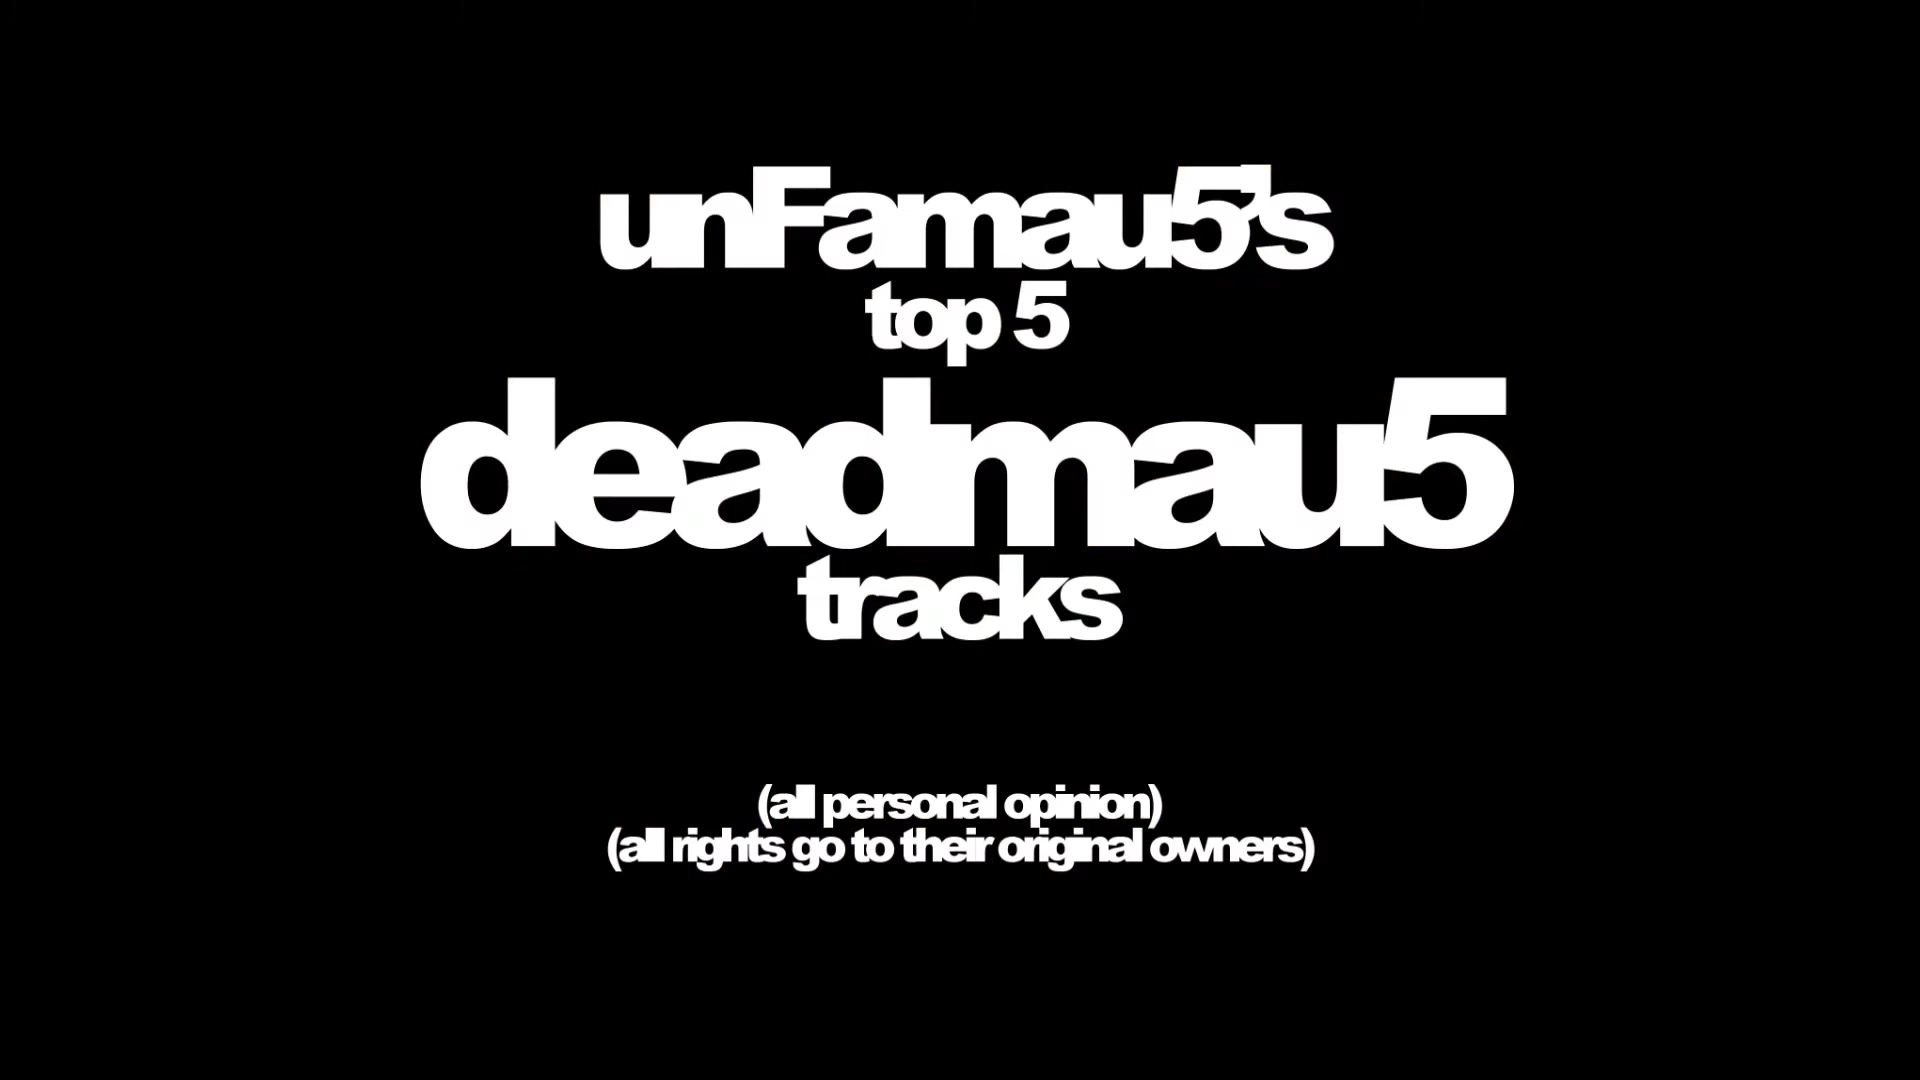 unFamau5's
top 5
deadmau5
tracks
(all personal opinion)
(all rights go to their original owners)